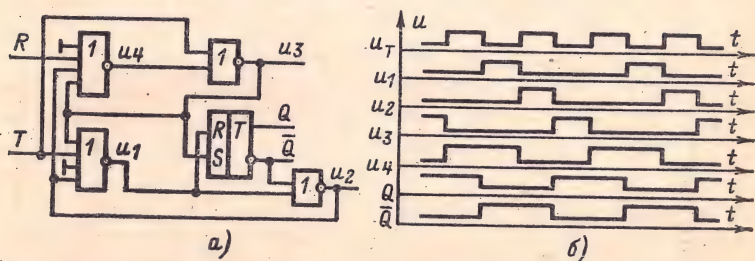 R
T
1
u4
1
u3
1
u1
R T
S
Q
Q̅
1
u2
а)
u
uT t
u1 t
u2 t
u3 t
u4 t
Q t
Q̅ t
б)